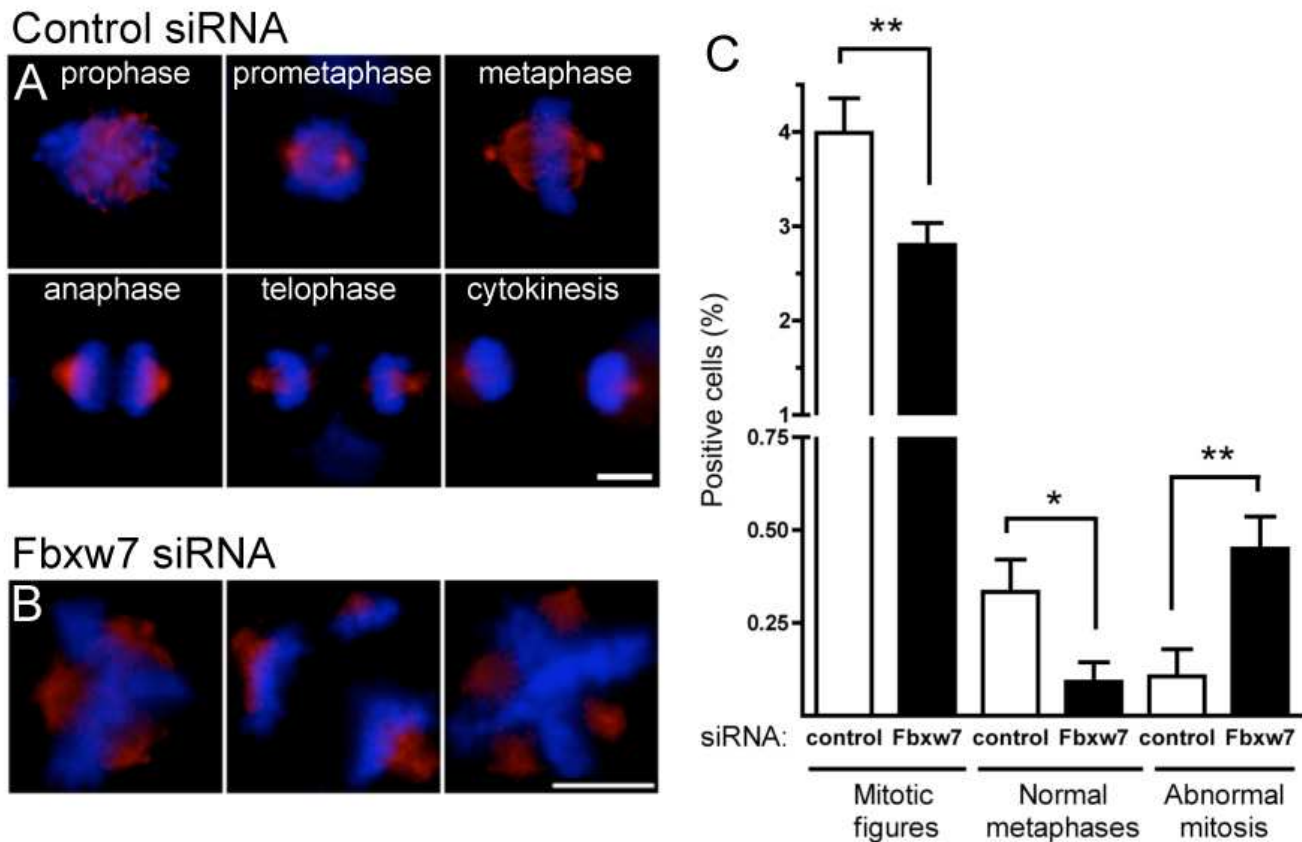 Control siRNA
A
prophase
prometaphase
metaphase
anaphase
telophase
cytokinesis
Fbxw7 siRNA
B
C
**
4
3
2
1
0.75
0.50
0.25
Positive cells (%)
*
**
siRNA: control Fbxw7 control Fbxw7 control Fbxw7
Mitotic figures
Normal metaphases
Abnormal mitosis